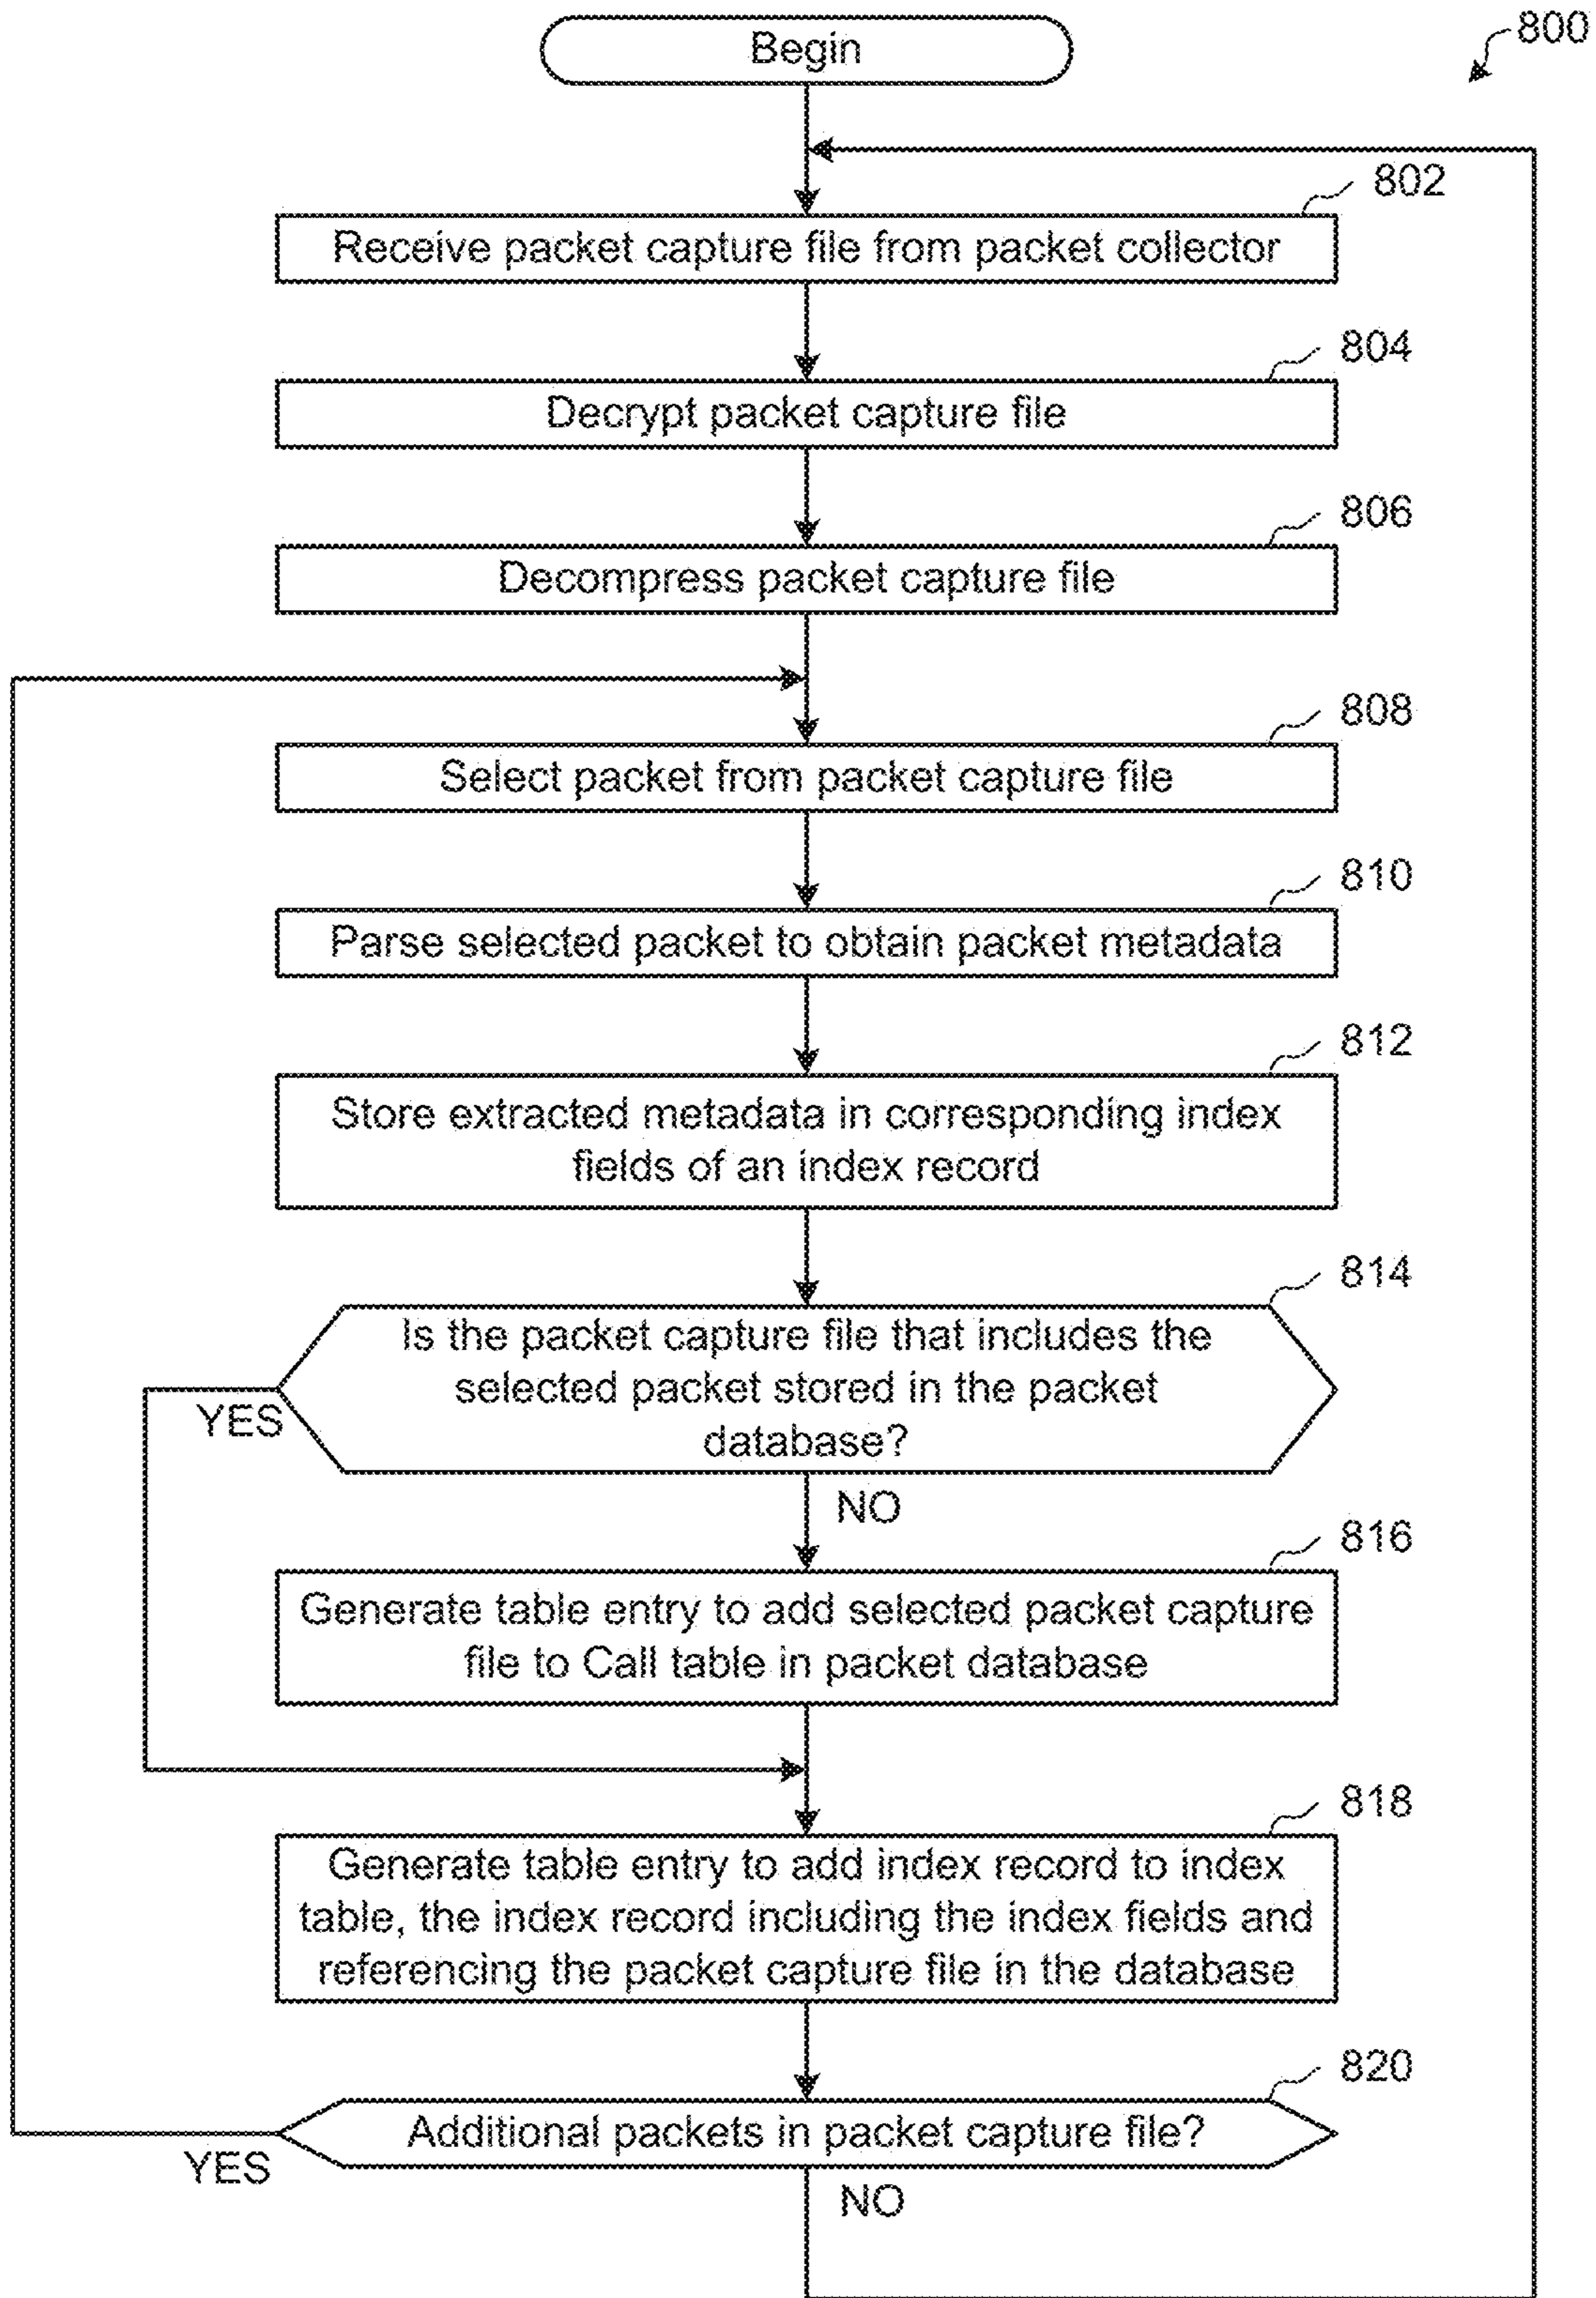 Begin
800
802
Receive packet capture file from packet collector
804
Decrypt packet capture file
806
Decompress packet capture file
808
Select packet from packet capture file
810
Parse selected packet to obtain packet metadata
812
Store extracted metadata in corresponding index
fields of an index record
814
Is the packet capture file that includes the
selected packet stored in the packet
database?
YES
NO
816
Generate table entry to add selected packet capture
file to Call table in packet database
818
Generate table entry to add index record to index
table, the index record including the index fields and
referencing the packet capture file in the database
820
Additional packets in packet capture file?
YES
NO